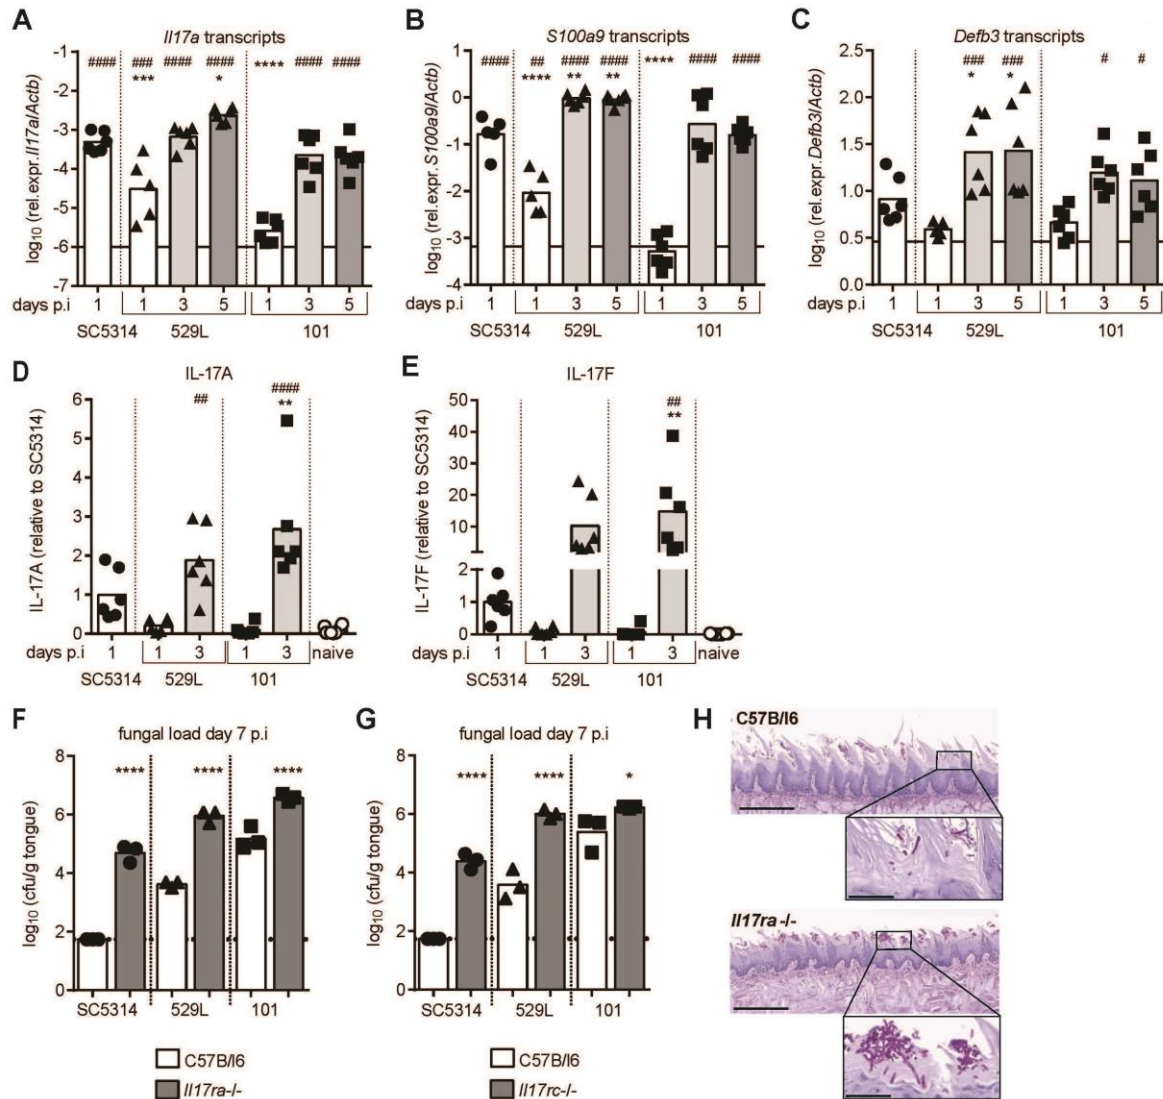 A
Il17a transcripts
#### ### #### #### **** #### ####
*** *
log10 (rel.expr. Il17a/Actb)
-1
-2
-3
-4
-5
-6
-7
days p.i 1 1 3 5 1 3 5
SC5314 529L 101
B
S100a9 transcripts
#### ## #### #### **** #### ####
**** ** **
log10 (rel.expr. S100a9/Actb)
1
0
-1
-2
-3
-4
days p.i 1 1 3 5 1 3 5
SC5314 529L 101
C
Defb3 transcripts
### ### # #
* *
log10 (rel.expr. Defb3/Actb)
2.5
2.0
1.5
1.0
0.5
0.0
days p.i 1 1 3 5 1 3 5
SC5314 529L 101
D
IL-17A
## ####
**
IL-17A (relative to SC5314)
6
5
4
3
2
1
0
days p.i 1 1 3 1 3 naive
SC5314 529L 101
E
IL-17F
##
**
IL-17F (relative to SC5314)
50
40
30
20
10
2
1
0
days p.i 1 1 3 1 3 naive
SC5314 529L 101
F
fungal load day 7 p.i
**** **** ****
log10 (cfu/g tongue)
8
6
4
2
0
SC5314 529L 101
C57B/l6
Il17ra-/-
G
fungal load day 7 p.i
**** **** *
log10 (cfu/g tongue)
8
6
4
2
0
SC5314 529L 101
C57B/l6
Il17rc-/-
H
C57B/l6
Il17ra-/-